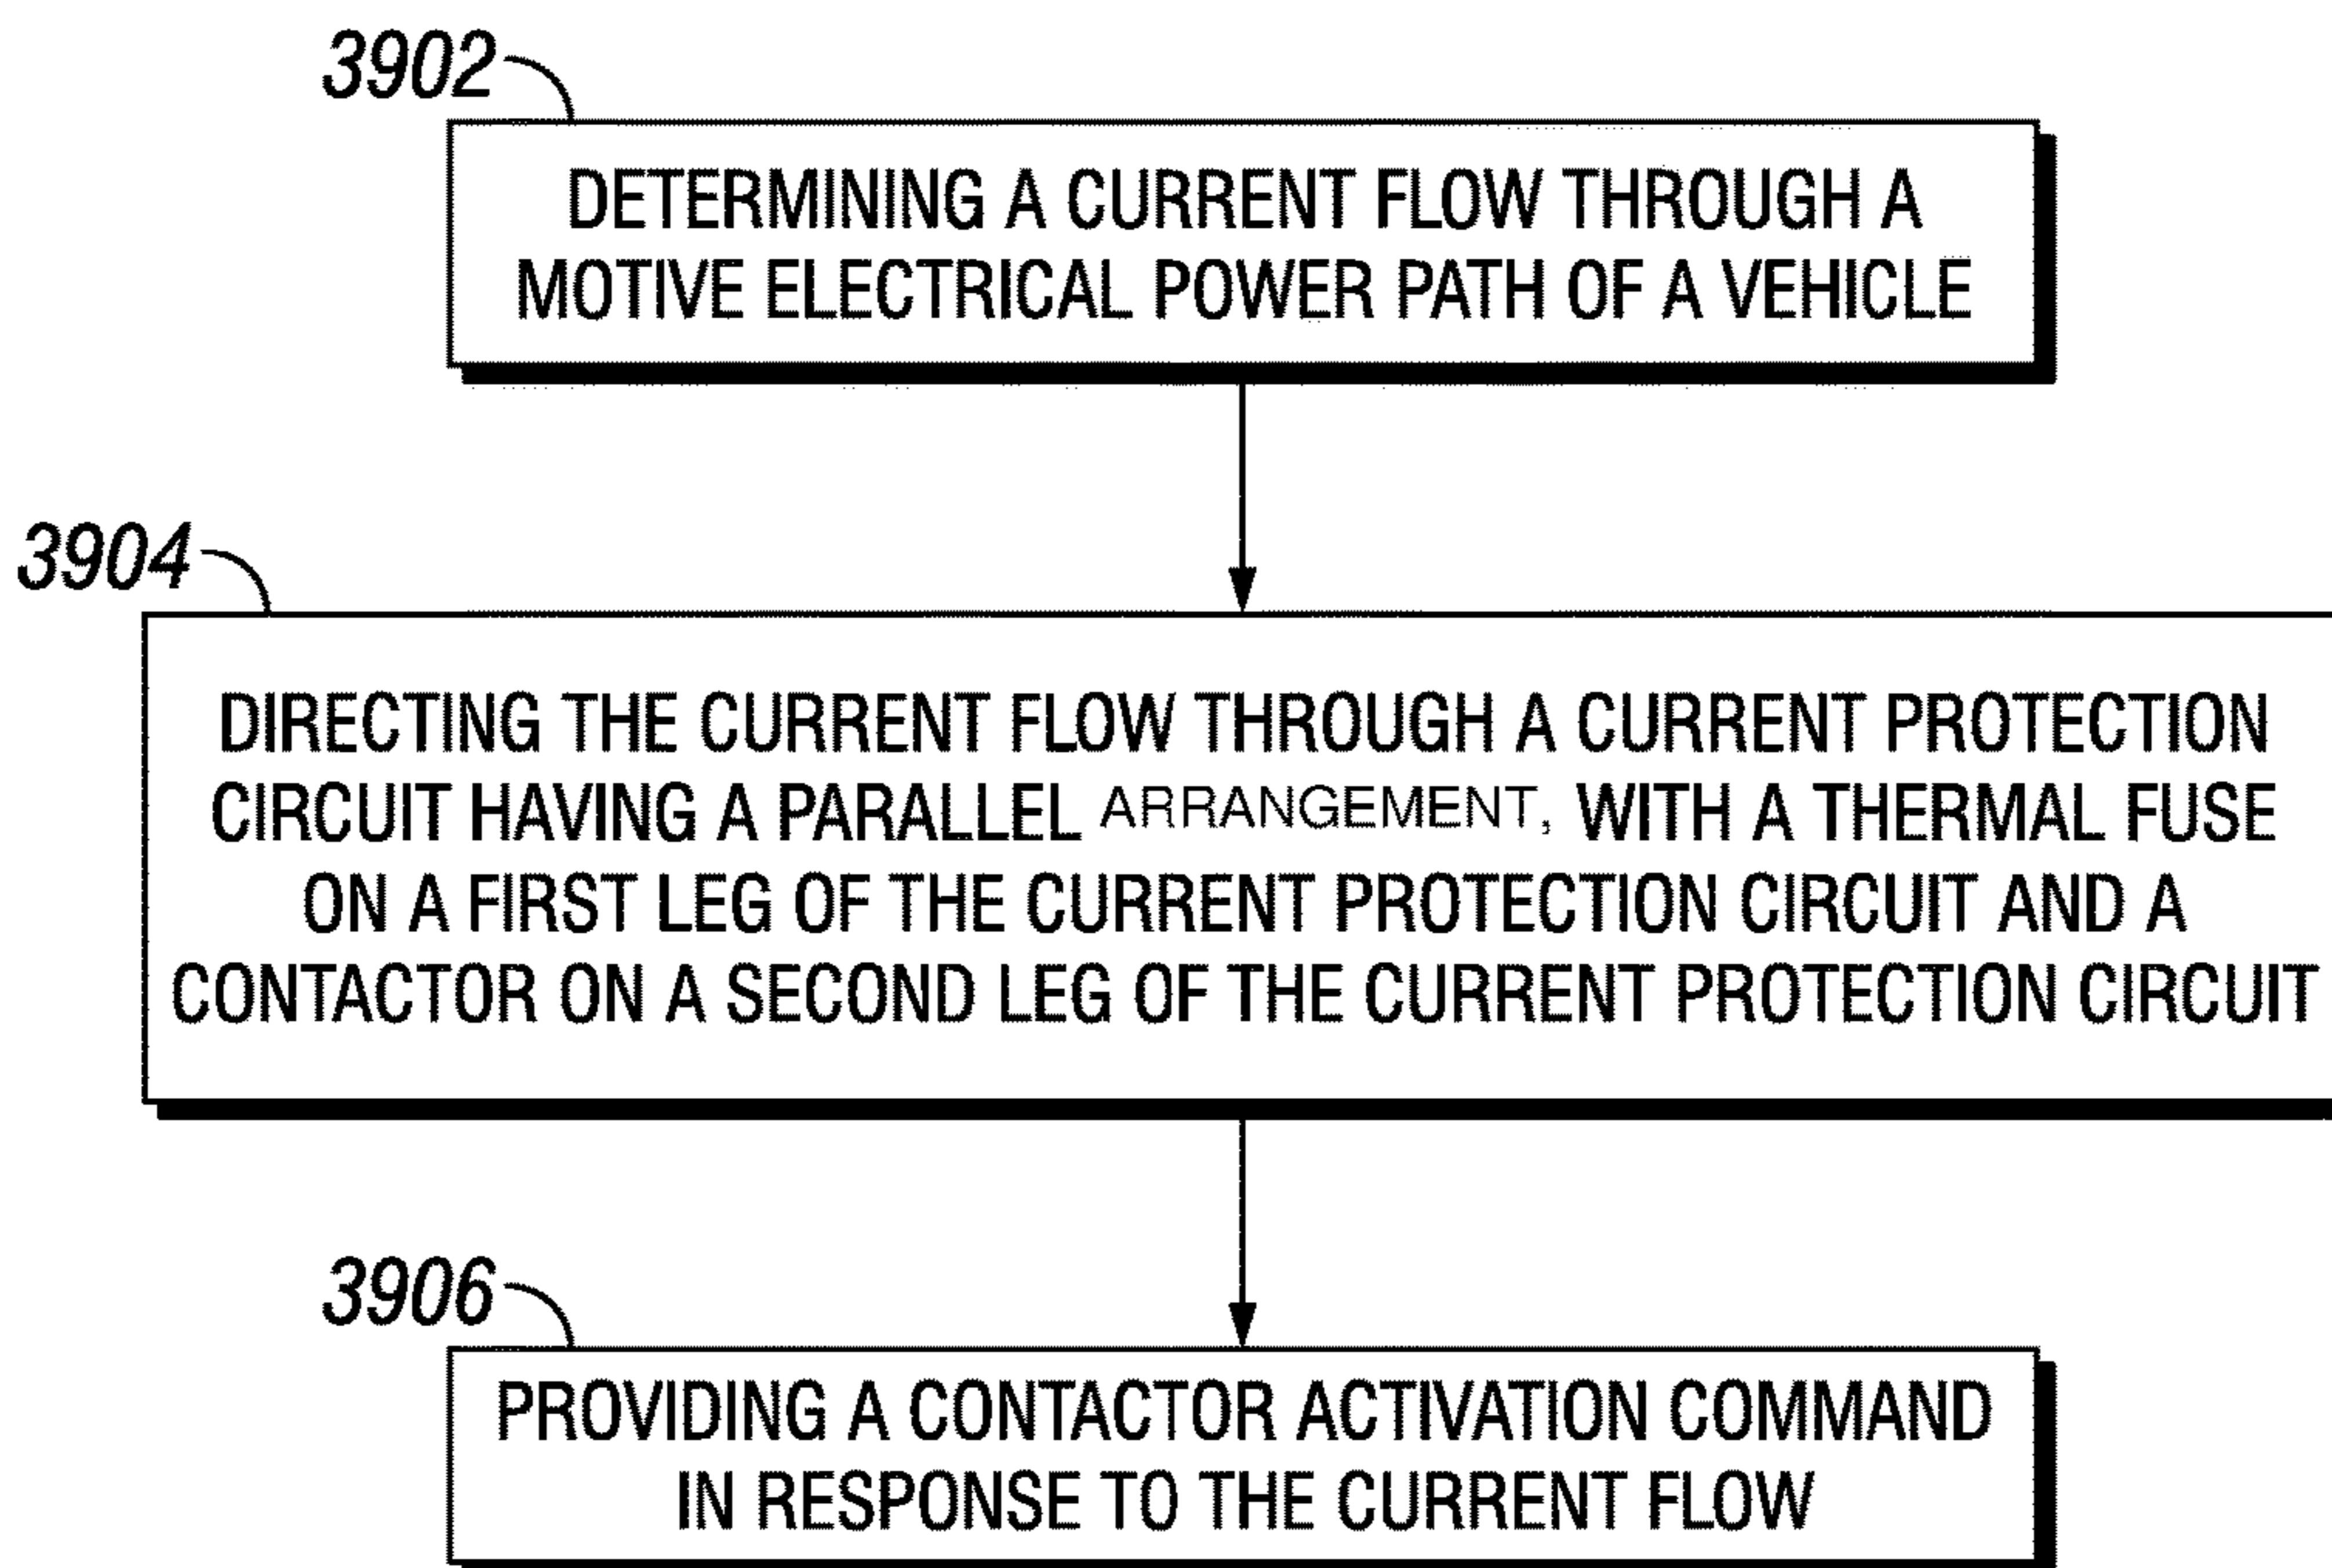 3902
DETERMINING A CURRENT FLOW THROUGH A
MOTIVE ELECTRICAL POWER PATH OF A VEHICLE
3904
DIRECTING THE CURRENT FLOW THROUGH A CURRENT PROTECTION
CIRCUIT HAVING A PARALLEL ARRANGEMENT, WITH A THERMAL FUSE
ON A FIRST LEG OF THE CURRENT PROTECTION CIRCUIT AND A
CONTACTOR ON A SECOND LEG OF THE CURRENT PROTECTION CIRCUIT
3906
PROVIDING A CONTACTOR ACTIVATION COMMAND
IN RESPONSE TO THE CURRENT FLOW